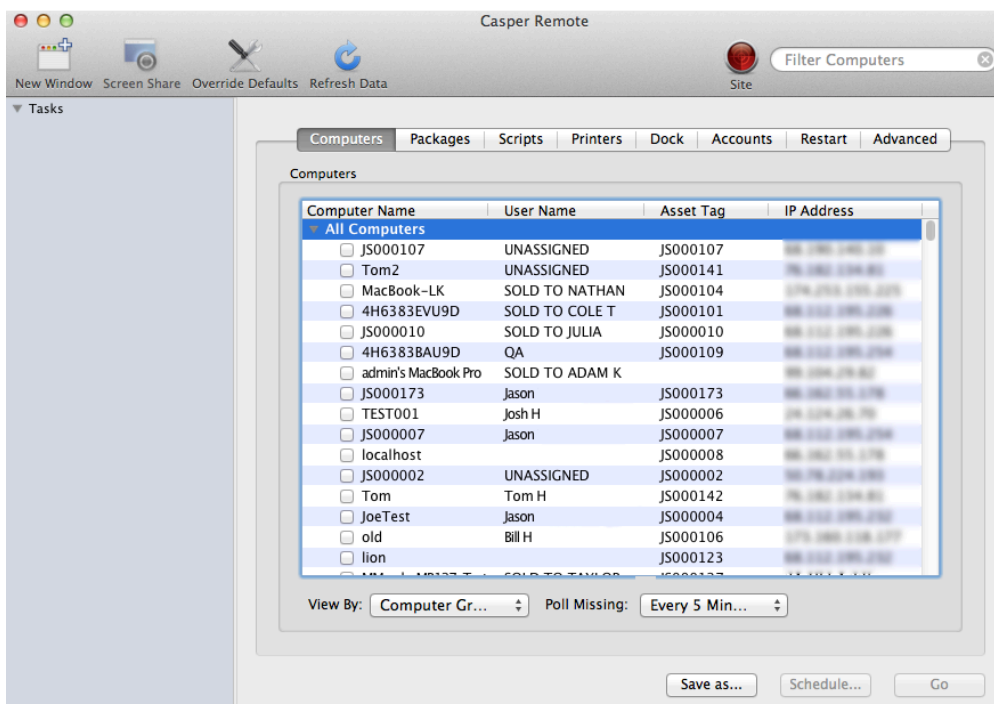 Casper Remote
New Window Screen Share Override Defaults Refresh Data Site Filter Computers
Tasks
Computers Packages Scripts Printers Dock Accounts Restart Advanced
Computers
Computer Name User Name Asset Tag IP Address
All Computers
JS000107 UNASSIGNED JS000107
Tom2 UNASSIGNED JS000141
MacBook-LK SOLD TO NATHAN JS000104
4H6383EVU9D SOLD TO COLE T JS000101
JS000010 SOLD TO JULIA JS000010
4H6383BAU9D QA JS000109
admin's MacBook Pro SOLD TO ADAM K
JS000173 Jason JS000173
TEST001 Josh H JS000006
JS000007 Jason JS000007
localhost JS000008
JS000002 UNASSIGNED JS000002
Tom Tom H JS000142
JoeTest Jason JS000004
old Bill H JS000106
lion JS000123
View By: Computer Gr... Poll Missing: Every 5 Min...
Save as... Schedule... Go